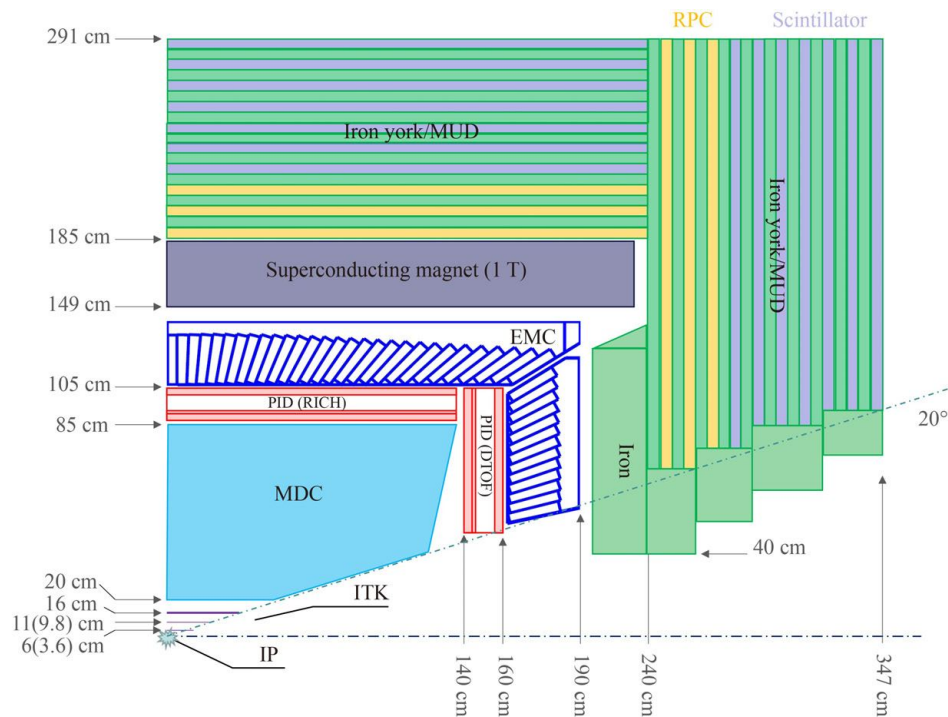 RPC
Scintillator
291 cm
Iron york/MUD
Iron york/MUD
185 cm
Superconducting magnet (1 T)
149 cm
EMC
105 cm
PID (RICH)
85 cm
PID (DTOF)
20°
Iron
MDC
40 cm
20 cm
16 cm
ITK
11(9.8) cm
6(3.6) cm
IP
140 cm
160 cm
190 cm
240 cm
347 cm